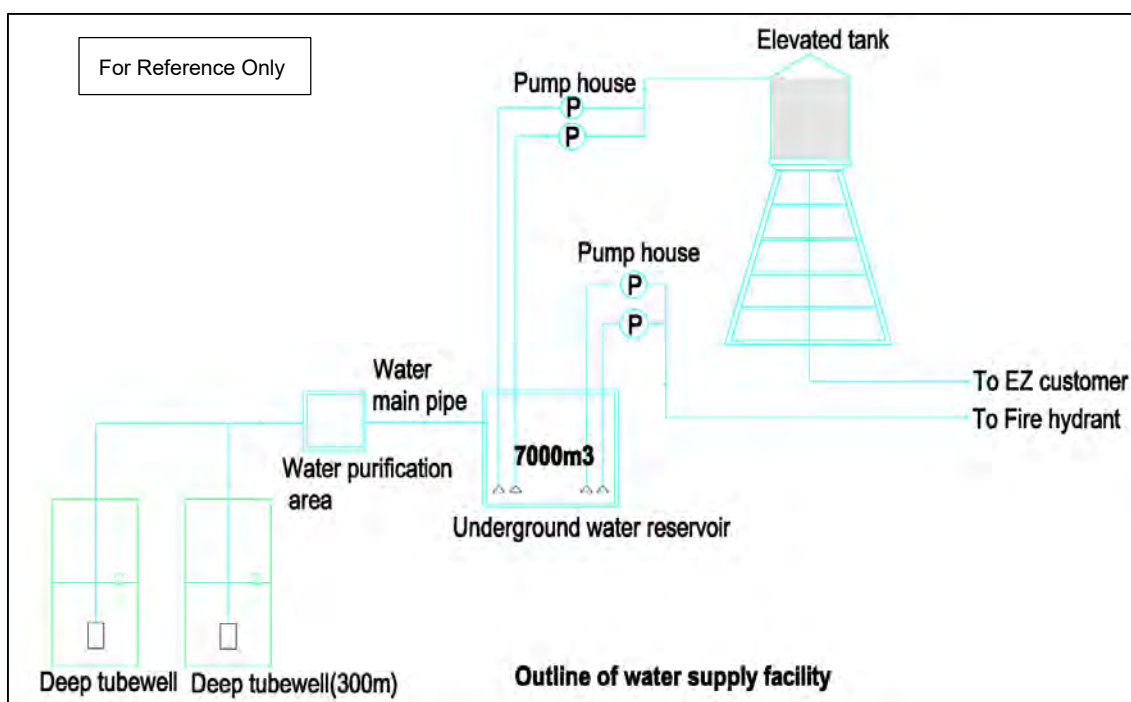 For Reference Only
Elevated tank
Pump house
P
P
Pump house
P
P
Water
main pipe
To EZ customer
To Fire hydrant
7000m3
Water purification
area
Underground water reservoir
Deep tubewell
Deep tubewell(300m)
Outline of water supply facility